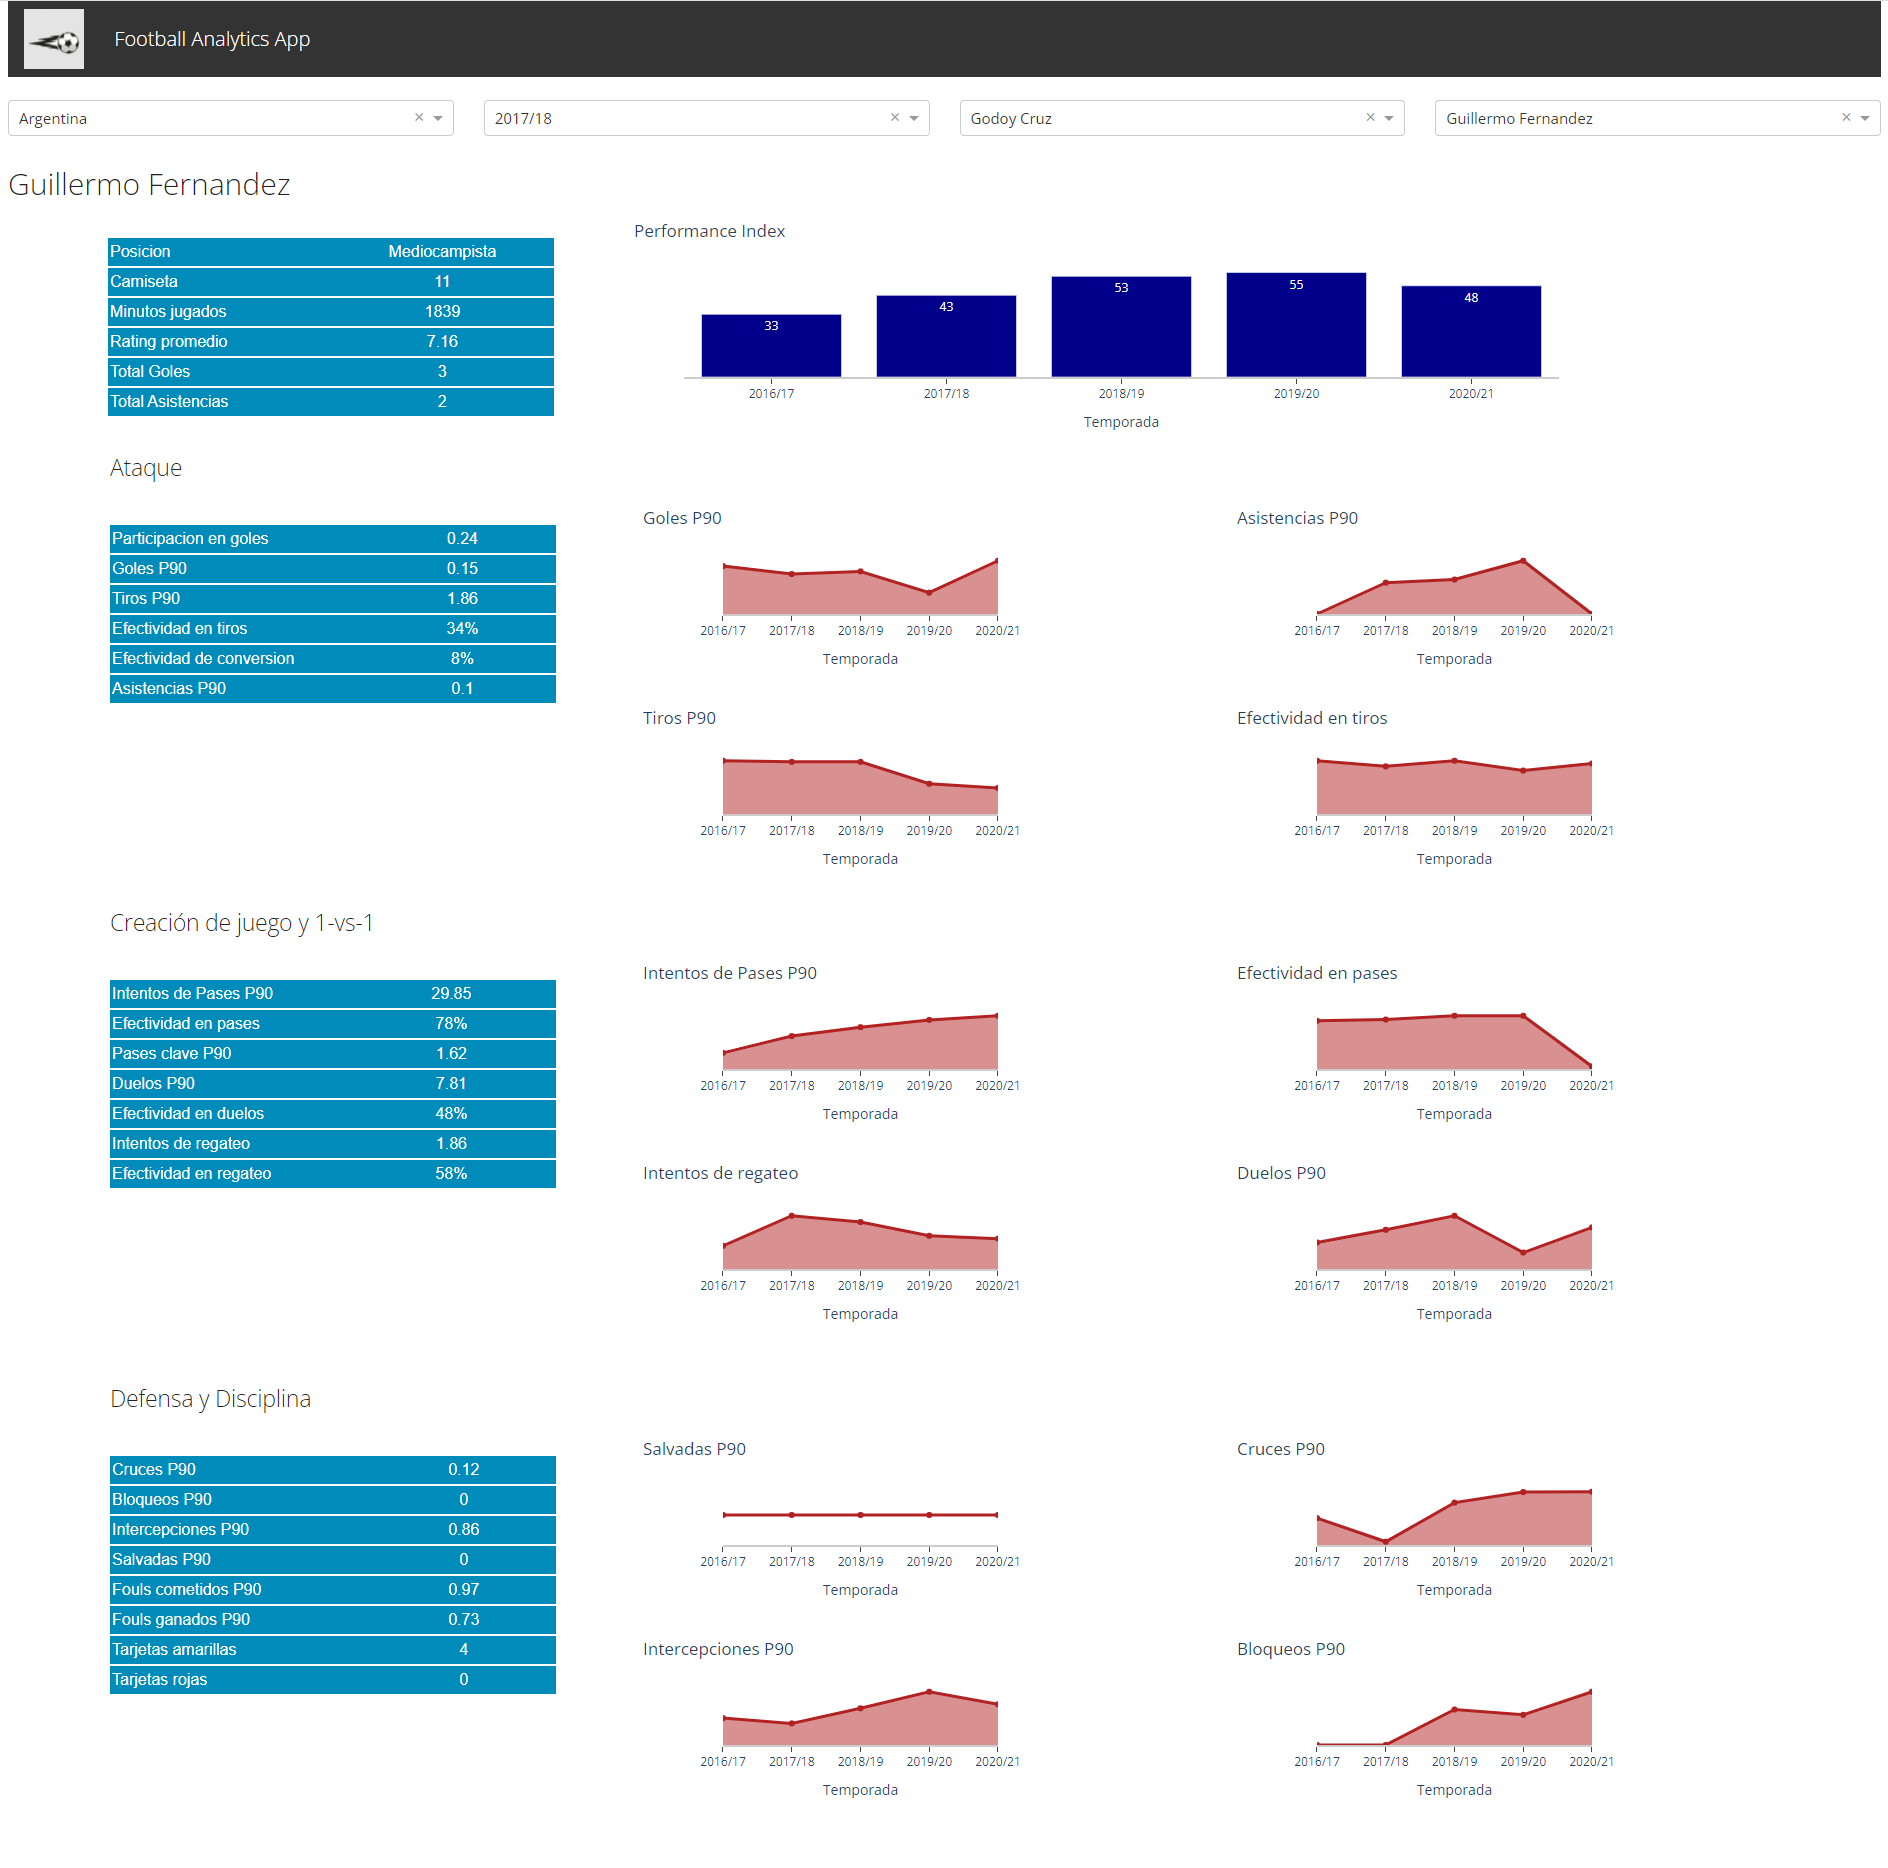 Football Analytics App
Argentina × 2017/18 × Godoy Cruz × Guillermo Fernandez ×
Guillermo Fernandez
Posicion Mediocampista
Camiseta 11
Minutos jugados 1839
Rating promedio 7.16
Total Goles 3
Total Asistencias 2
Performance Index
33 43 53 55 48
2016/17 2017/18 2018/19 2019/20 2020/21
Temporada
Ataque
Participacion en goles 0.24
Goles P90 0.15
Tiros P90 1.86
Efectividad en tiros 34%
Efectividad de conversion 8%
Asistencias P90 0.1
Goles P90
2016/17 2017/18 2018/19 2019/20 2020/21
Temporada
Asistencias P90
2016/17 2017/18 2018/19 2019/20 2020/21
Temporada
Tiros P90
2016/17 2017/18 2018/19 2019/20 2020/21
Temporada
Efectividad en tiros
2016/17 2017/18 2018/19 2019/20 2020/21
Temporada
Creación de juego y 1-vs-1
Intentos de Pases P90 29.85
Efectividad en pases 78%
Pases clave P90 1.62
Duelos P90 7.81
Efectividad en duelos 48%
Intentos de regateo 1.86
Efectividad en regateo 58%
Intentos de Pases P90
2016/17 2017/18 2018/19 2019/20 2020/21
Temporada
Efectividad en pases
2016/17 2017/18 2018/19 2019/20 2020/21
Temporada
Intentos de regateo
2016/17 2017/18 2018/19 2019/20 2020/21
Temporada
Duelos P90
2016/17 2017/18 2018/19 2019/20 2020/21
Temporada
Defensa y Disciplina
Cruces P90 0.12
Bloqueos P90 0
Intercepciones P90 0.86
Salvadas P90 0
Fouls cometidos P90 0.97
Fouls ganados P90 0.73
Tarjetas amarillas 4
Tarjetas rojas 0
Salvadas P90
2016/17 2017/18 2018/19 2019/20 2020/21
Temporada
Cruces P90
2016/17 2017/18 2018/19 2019/20 2020/21
Temporada
Intercepciones P90
2016/17 2017/18 2018/19 2019/20 2020/21
Temporada
Bloqueos P90
2016/17 2017/18 2018/19 2019/20 2020/21
Temporada